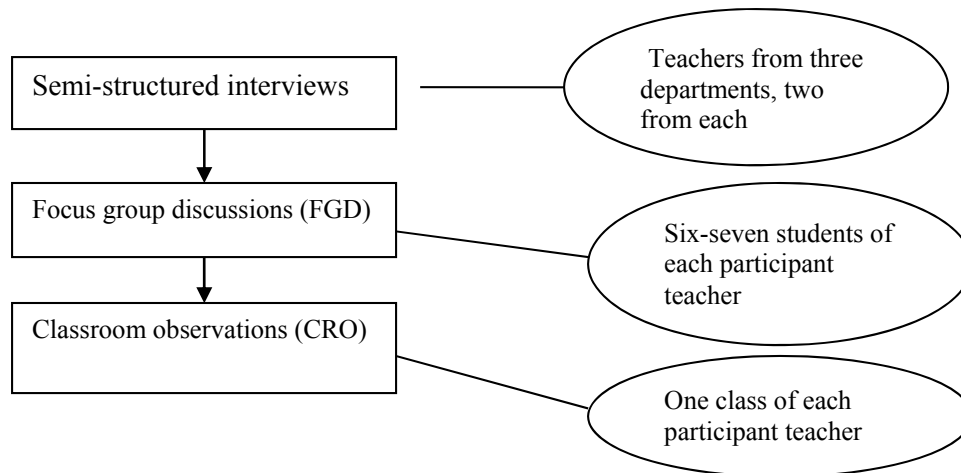 Semi-structured interviews
Teachers from three
departments, two
from each
Focus group discussions (FGD)
Six-seven students of
each participant
teacher
Classroom observations (CRO)
One class of each
participant teacher